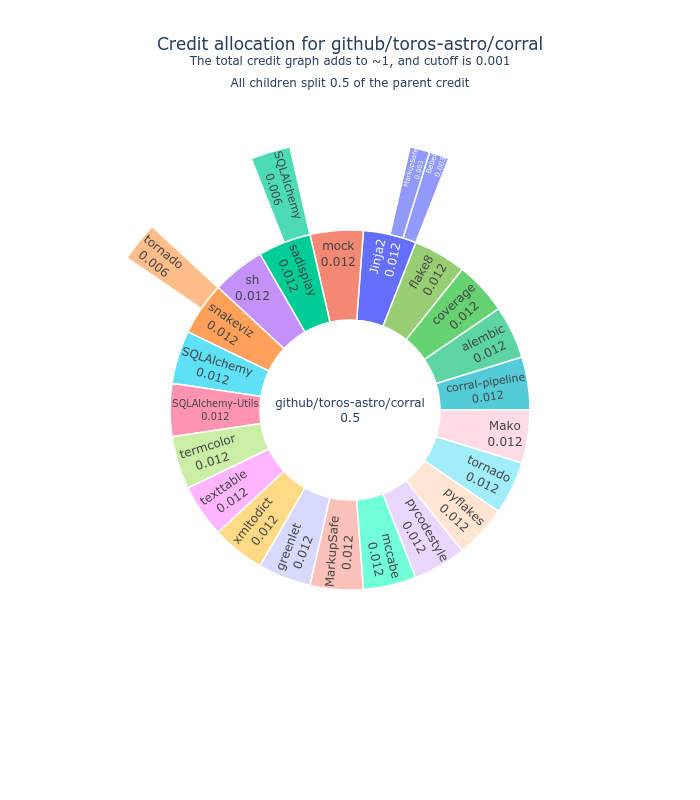 Credit allocation for github/toros-astro/corral
The total credit graph adds to ~1, and cutoff is 0.001
All children split 0.5 of the parent credit
github/toros-astro/corral
0.5
Jinja2
0.012
MarkupSafe
0.003
Babel
0.003
flake8
0.012
coverage
0.012
alembic
0.012
corral-pipeline
0.012
Mako
0.012
tornado
0.012
pyflakes
0.012
pycodestyle
0.012
mccabe
0.012
MarkupSafe
0.012
greenlet
0.012
xmltodict
0.012
texttable
0.012
termcolor
0.012
SQLAlchemy-Utils
0.012
SQLAlchemy
0.012
snakeviz
0.012
tornado
0.006
sh
0.012
sadisplay
0.012
SQLAlchemy
0.006
mock
0.012